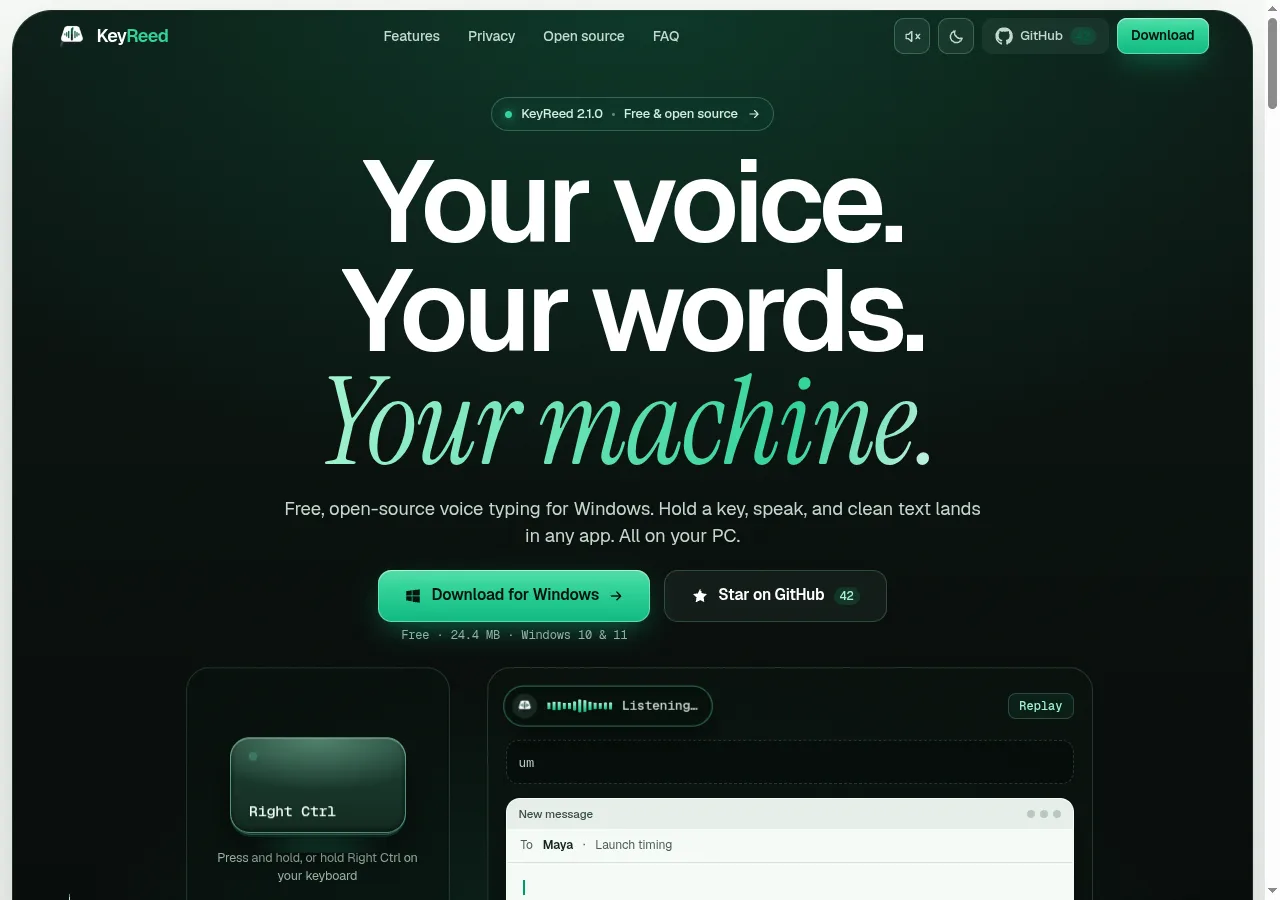 KeyReed
Features Privacy Open source FAQ
GitHub
Download
KeyReed 2.1.0 · Free & open source →
Your voice.
Your words.
Your machine.
Free, open-source voice typing for Windows. Hold a key, speak, and clean text lands
in any app. All on your PC.
Download for Windows →
Star on GitHub 42
Free · 24.4 MB · Windows 10 & 11
Right Ctrl
Press and hold, or hold Right Ctrl on
your keyboard
Listening…
Replay
um
New message
To Maya · Launch timing